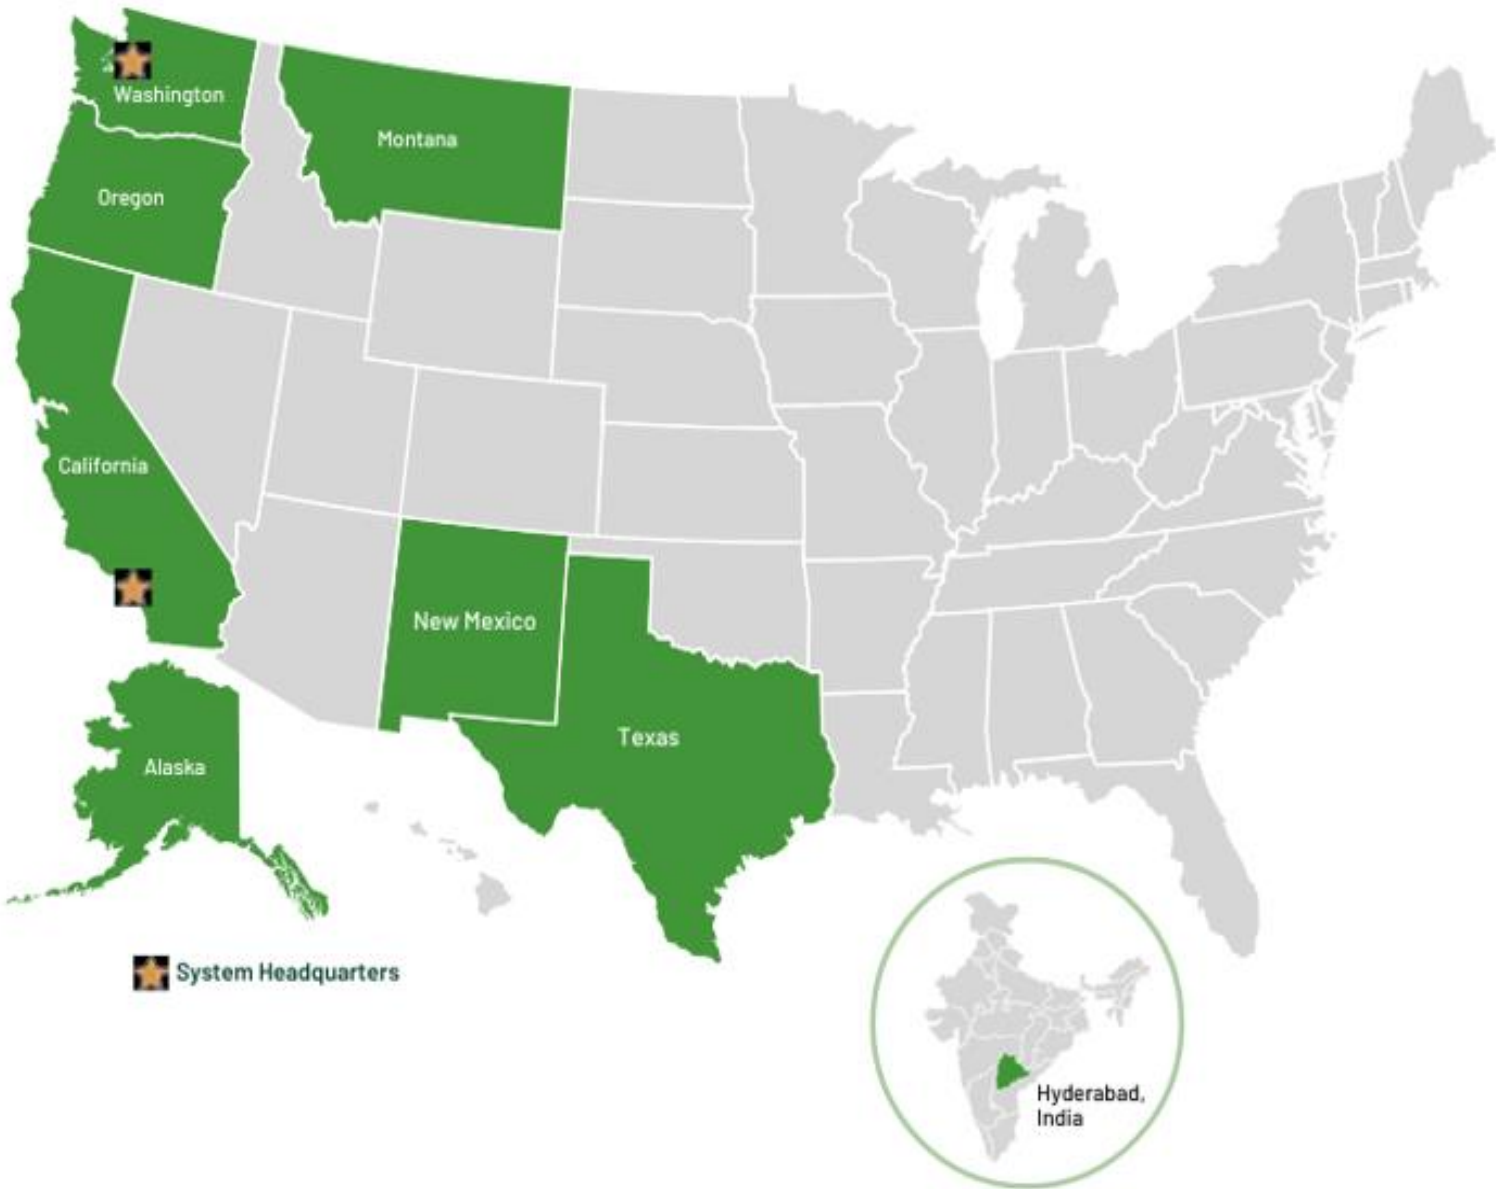 Washington
Montana
Oregon
California
New Mexico
Texas
Alaska
System Headquarters
Hyderabad,
India